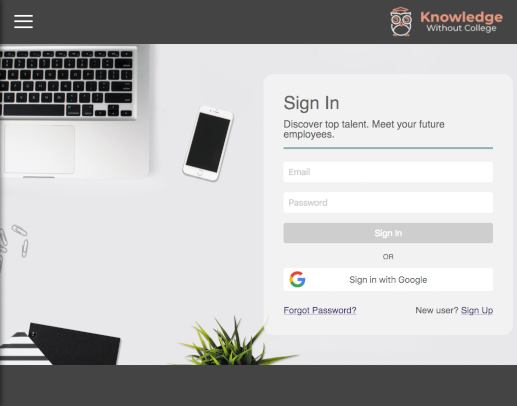 Knowledge
Without College
Sign In
Discover top talent. Meet your future
employees.
Email
Password
Sign In
OR
Sign in with Google
Forgot Password?
New user? Sign Up